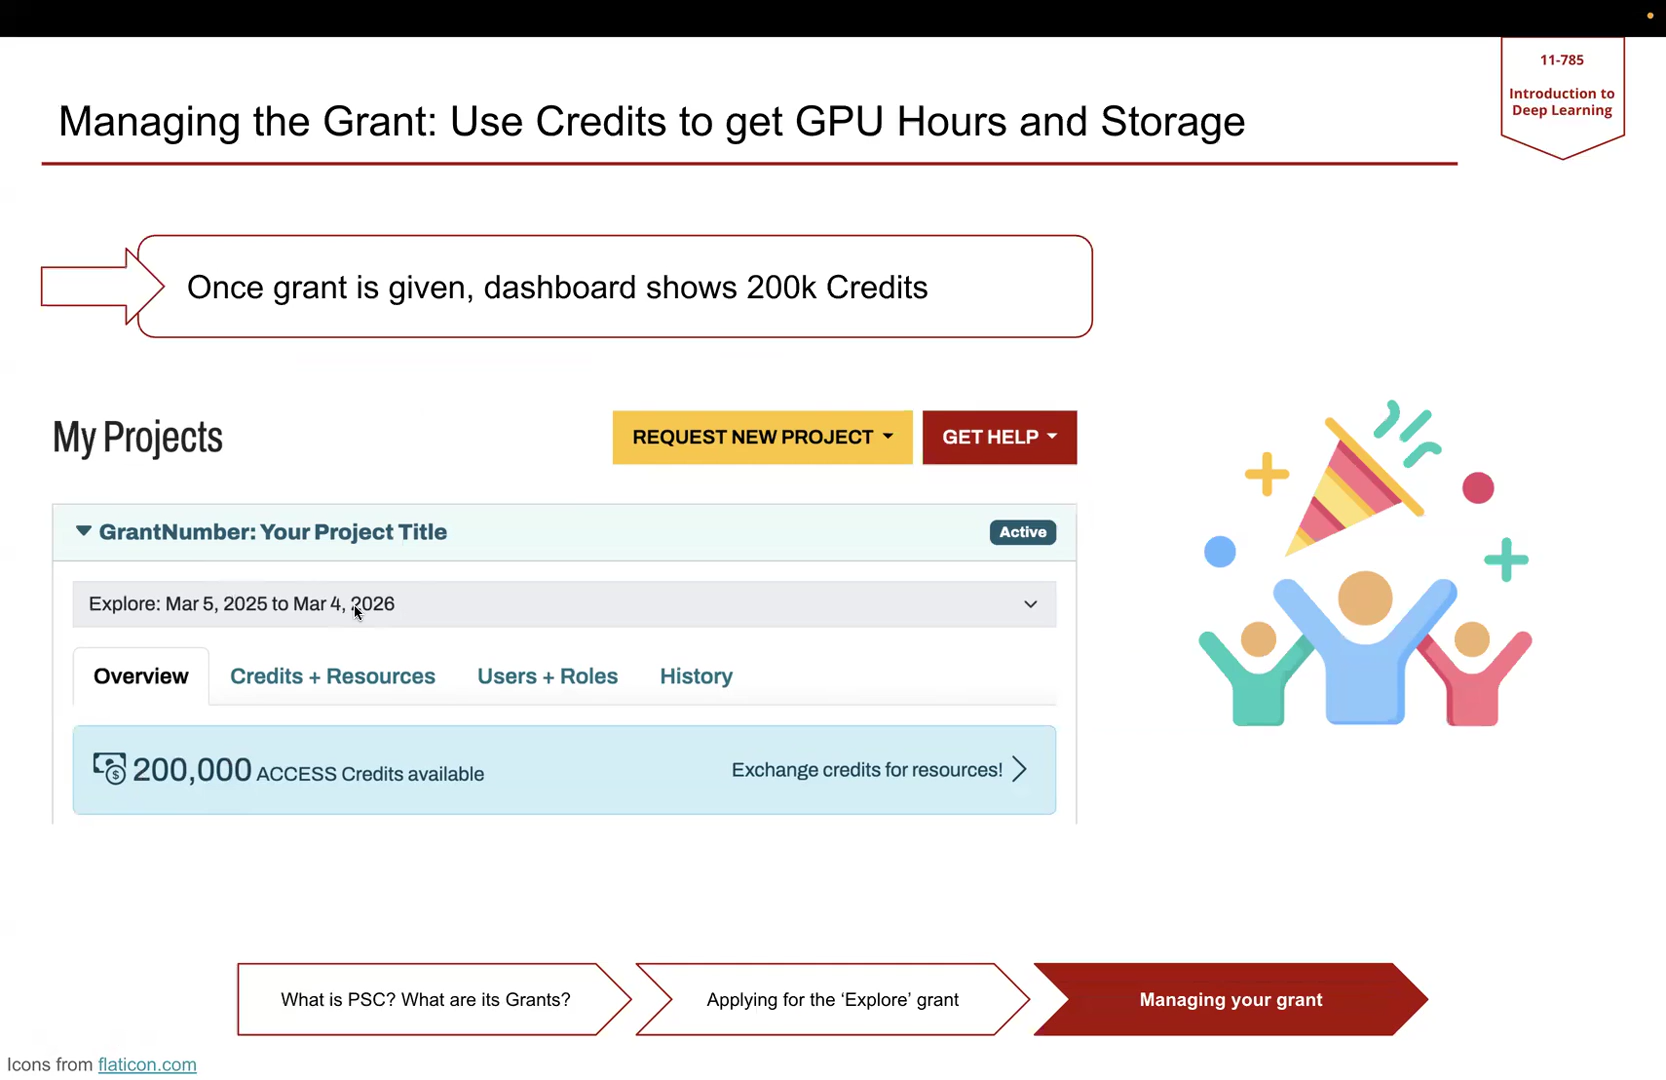 11-785
Introduction to
Deep Learning
Managing the Grant: Use Credits to get GPU Hours and Storage
Once grant is given, dashboard shows 200k Credits
My Projects
REQUEST NEW PROJECT
GET HELP
GrantNumber: Your Project Title
Active
Explore: Mar 5, 2025 to Mar 4, 2026
Overview
Credits + Resources
Users + Roles
History
200,000 ACCESS Credits available
Exchange credits for resources!
What is PSC? What are its Grants?
Applying for the ‘Explore’ grant
Managing your grant
Icons from flaticon.com